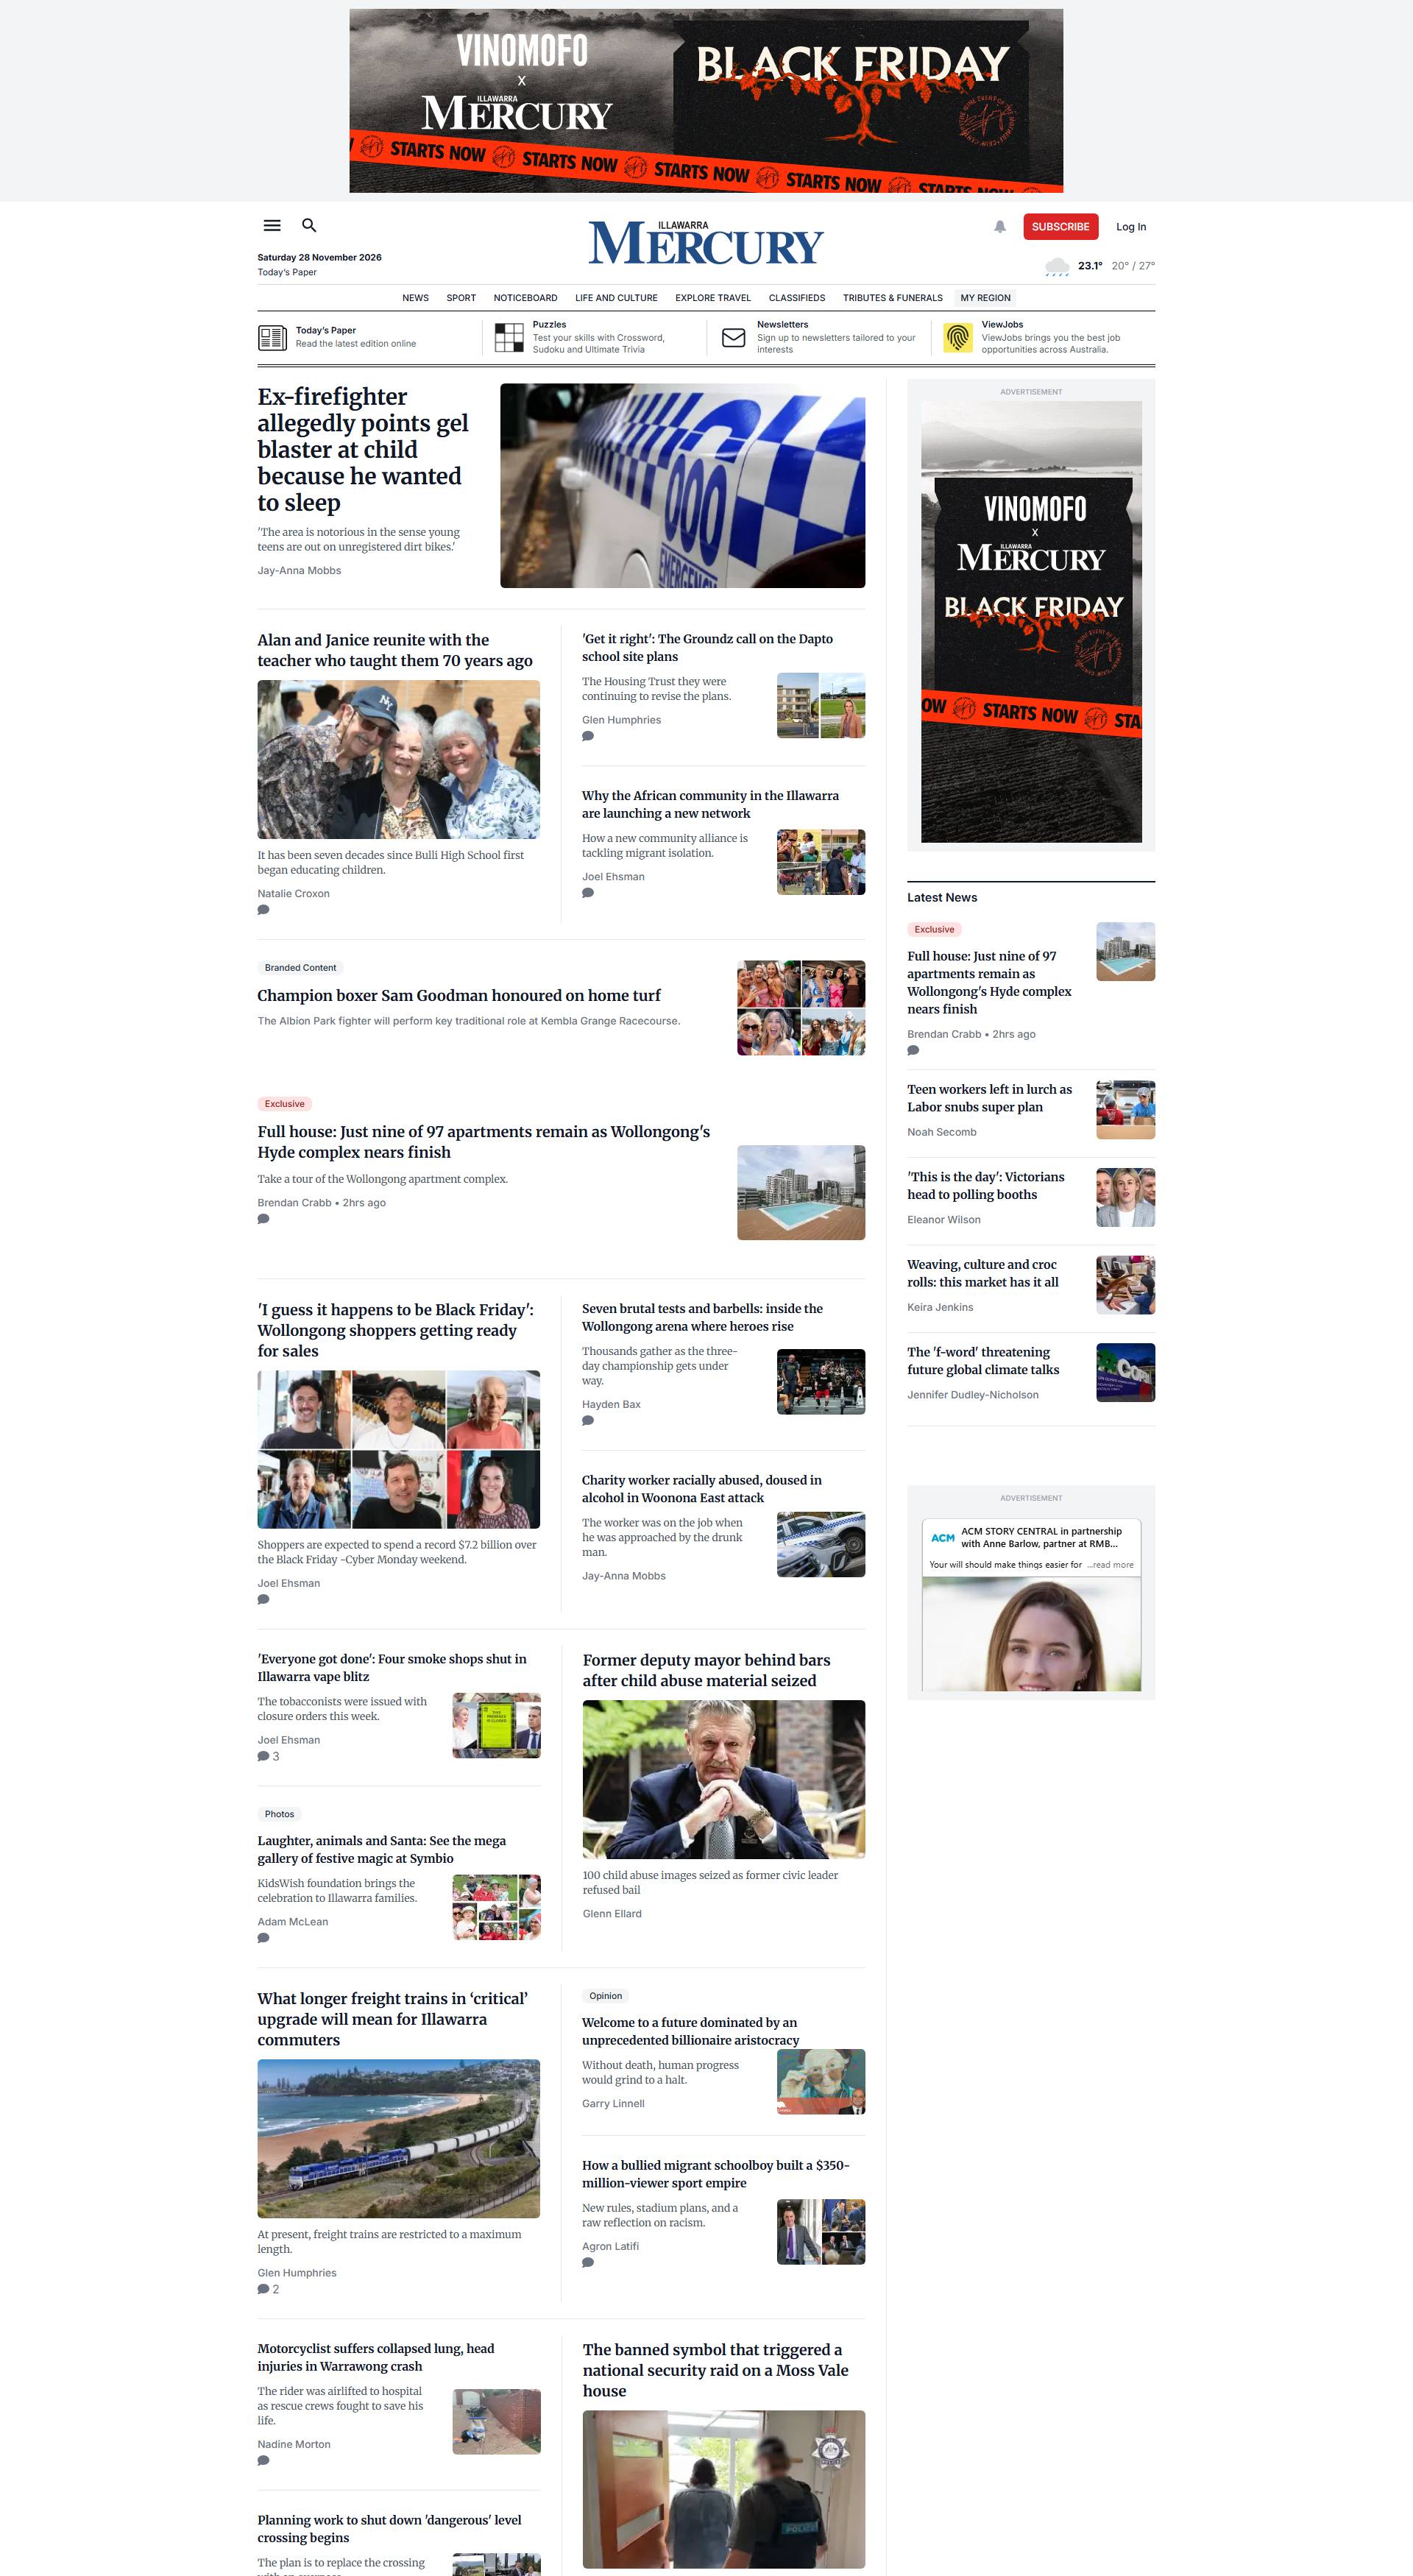 VINOMOFO
X
ILLAWARRA
MERCURY
BLACK FRIDAY
STARTS NOW STARTS NOW STARTS NOW STARTS NOW STARTS NOW
ILLAWARRA
MERCURY
SUBSCRIBE
Log In
Saturday 28 November 2026
Today's Paper
23.1° 20° / 27°
NEWS SPORT NOTICEBOARD LIFE AND CULTURE EXPLORE TRAVEL CLASSIFIEDS TRIBUTES & FUNERALS MY REGION
Today's Paper
Read the latest edition online
Puzzles
Test your skills with Crossword,
Sudoku and Ultimate Trivia
Newsletters
Sign up to newsletters tailored to your
interests
ViewJobs
ViewJobs brings you the best job
opportunities across Australia.
Ex-firefighter
allegedly points gel
blaster at child
because he wanted
to sleep
'The area is notorious in the sense young
teens are out on unregistered dirt bikes.'
Jay-Anna Mobbs
000
EMERGENCY
Alan and Janice reunite with the
teacher who taught them 70 years ago
It has been seven decades since Bulli High School first
began educating children.
Natalie Croxon
'Get it right': The Groundz call on the Dapto
school site plans
The Housing Trust they were
continuing to revise the plans.
Glen Humphries
Why the African community in the Illawarra
are launching a new network
How a new community alliance is
tackling migrant isolation.
Joel Ehsman
Branded Content
Champion boxer Sam Goodman honoured on home turf
The Albion Park fighter will perform key traditional role at Kembla Grange Racecourse.
Exclusive
Full house: Just nine of 97 apartments remain as Wollongong's
Hyde complex nears finish
Take a tour of the Wollongong apartment complex.
Brendan Crabb • 2hrs ago
'I guess it happens to be Black Friday':
Wollongong shoppers getting ready
for sales
Shoppers are expected to spend a record $7.2 billion over
the Black Friday -Cyber Monday weekend.
Joel Ehsman
Seven brutal tests and barbells: inside the
Wollongong arena where heroes rise
Thousands gather as the three-
day championship gets under
way.
Hayden Bax
Charity worker racially abused, doused in
alcohol in Woonona East attack
The worker was on the job when
he was approached by the drunk
man.
Jay-Anna Mobbs
'Everyone got done': Four smoke shops shut in
Illawarra vape blitz
The tobacconists were issued with
closure orders this week.
Joel Ehsman
3
Photos
Laughter, animals and Santa: See the mega
gallery of festive magic at Symbio
KidsWish foundation brings the
celebration to Illawarra families.
Adam McLean
Former deputy mayor behind bars
after child abuse material seized
100 child abuse images seized as former civic leader
refused bail
Glenn Ellard
What longer freight trains in ‘critical’
upgrade will mean for Illawarra
commuters
At present, freight trains are restricted to a maximum
length.
Glen Humphries
2
Opinion
Welcome to a future dominated by an
unprecedented billionaire aristocracy
Without death, human progress
would grind to a halt.
Garry Linnell
How a bullied migrant schoolboy built a $350-
million-viewer sport empire
New rules, stadium plans, and a
raw reflection on racism.
Agron Latifi
Motorcyclist suffers collapsed lung, head
injuries in Warrawong crash
The rider was airlifted to hospital
as rescue crews fought to save his
life.
Nadine Morton
Planning work to shut down 'dangerous' level
crossing begins
The plan is to replace the crossing
The banned symbol that triggered a
national security raid on a Moss Vale
house
POLICE
ADVERTISEMENT
VINOMOFO
X
ILLAWARRA
MERCURY
BLACK FRIDAY
OW STARTS NOW STA
Latest News
Exclusive
Full house: Just nine of 97
apartments remain as
Wollongong's Hyde complex
nears finish
Brendan Crabb • 2hrs ago
Teen workers left in lurch as
Labor snubs super plan
Noah Secomb
'This is the day': Victorians
head to polling booths
Eleanor Wilson
Weaving, culture and croc
rolls: this market has it all
Keira Jenkins
The 'f-word' threatening
future global climate talks
Jennifer Dudley-Nicholson
ADVERTISEMENT
ACM
ACM STORY CENTRAL in partnership
with Anne Barlow, partner at RMB...
Your will should make things easier for ...read more